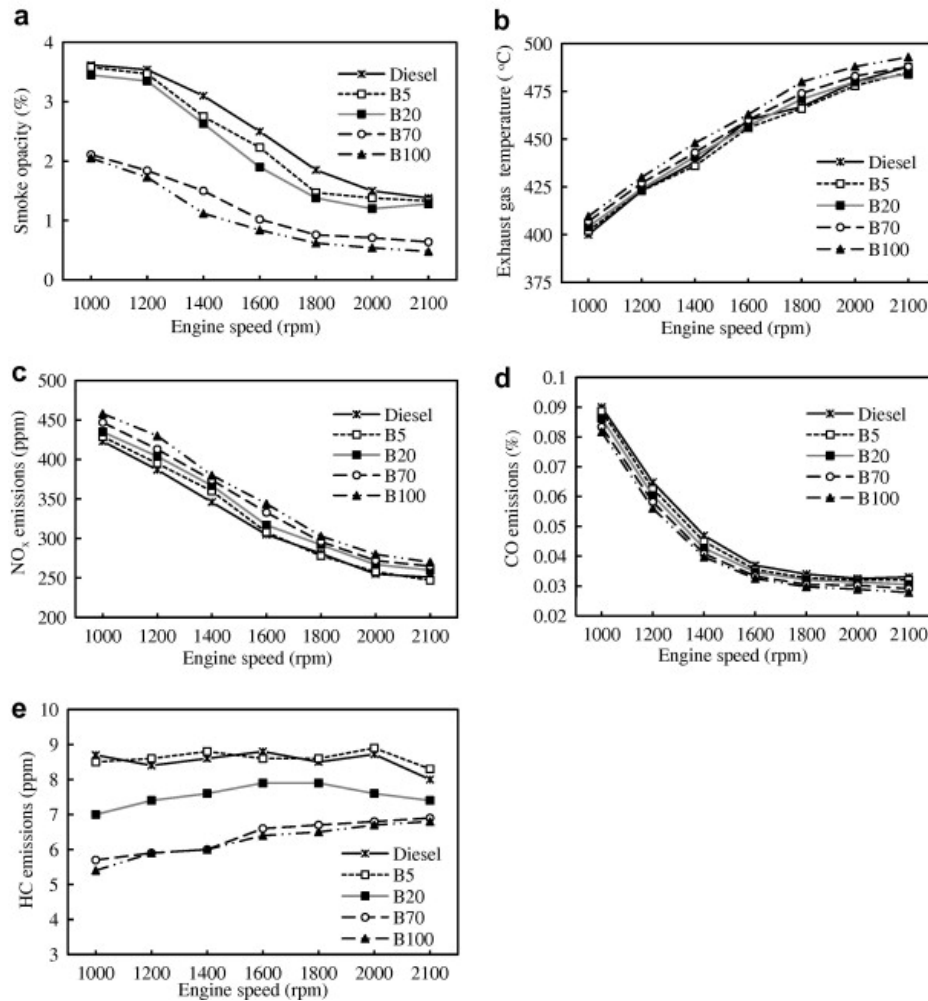 a
4
3
2
1
0
Smoke opacity (%)
1000 1200 1400 1600 1800 2000 2100
Engine speed (rpm)
Diesel
B5
B20
B70
B100
b
500
475
450
425
400
375
Exhaust gas temperature ( °C)
1000 1200 1400 1600 1800 2000 2100
Engine speed (rpm)
Diesel
B5
B20
B70
B100
c
500
450
400
350
300
250
200
NOx emissions (ppm)
1000 1200 1400 1600 1800 2000 2100
Engine speed (rpm)
Diesel
B5
B20
B70
B100
d
0.1
0.09
0.08
0.07
0.06
0.05
0.04
0.03
0.02
CO emissions (%)
1000 1200 1400 1600 1800 2000 2100
Engine speed (rpm)
Diesel
B5
B20
B70
B100
e
10
9
8
7
6
5
4
3
HC emissions (ppm)
1000 1200 1400 1600 1800 2000 2100
Engine speed (rpm)
Diesel
B5
B20
B70
B100